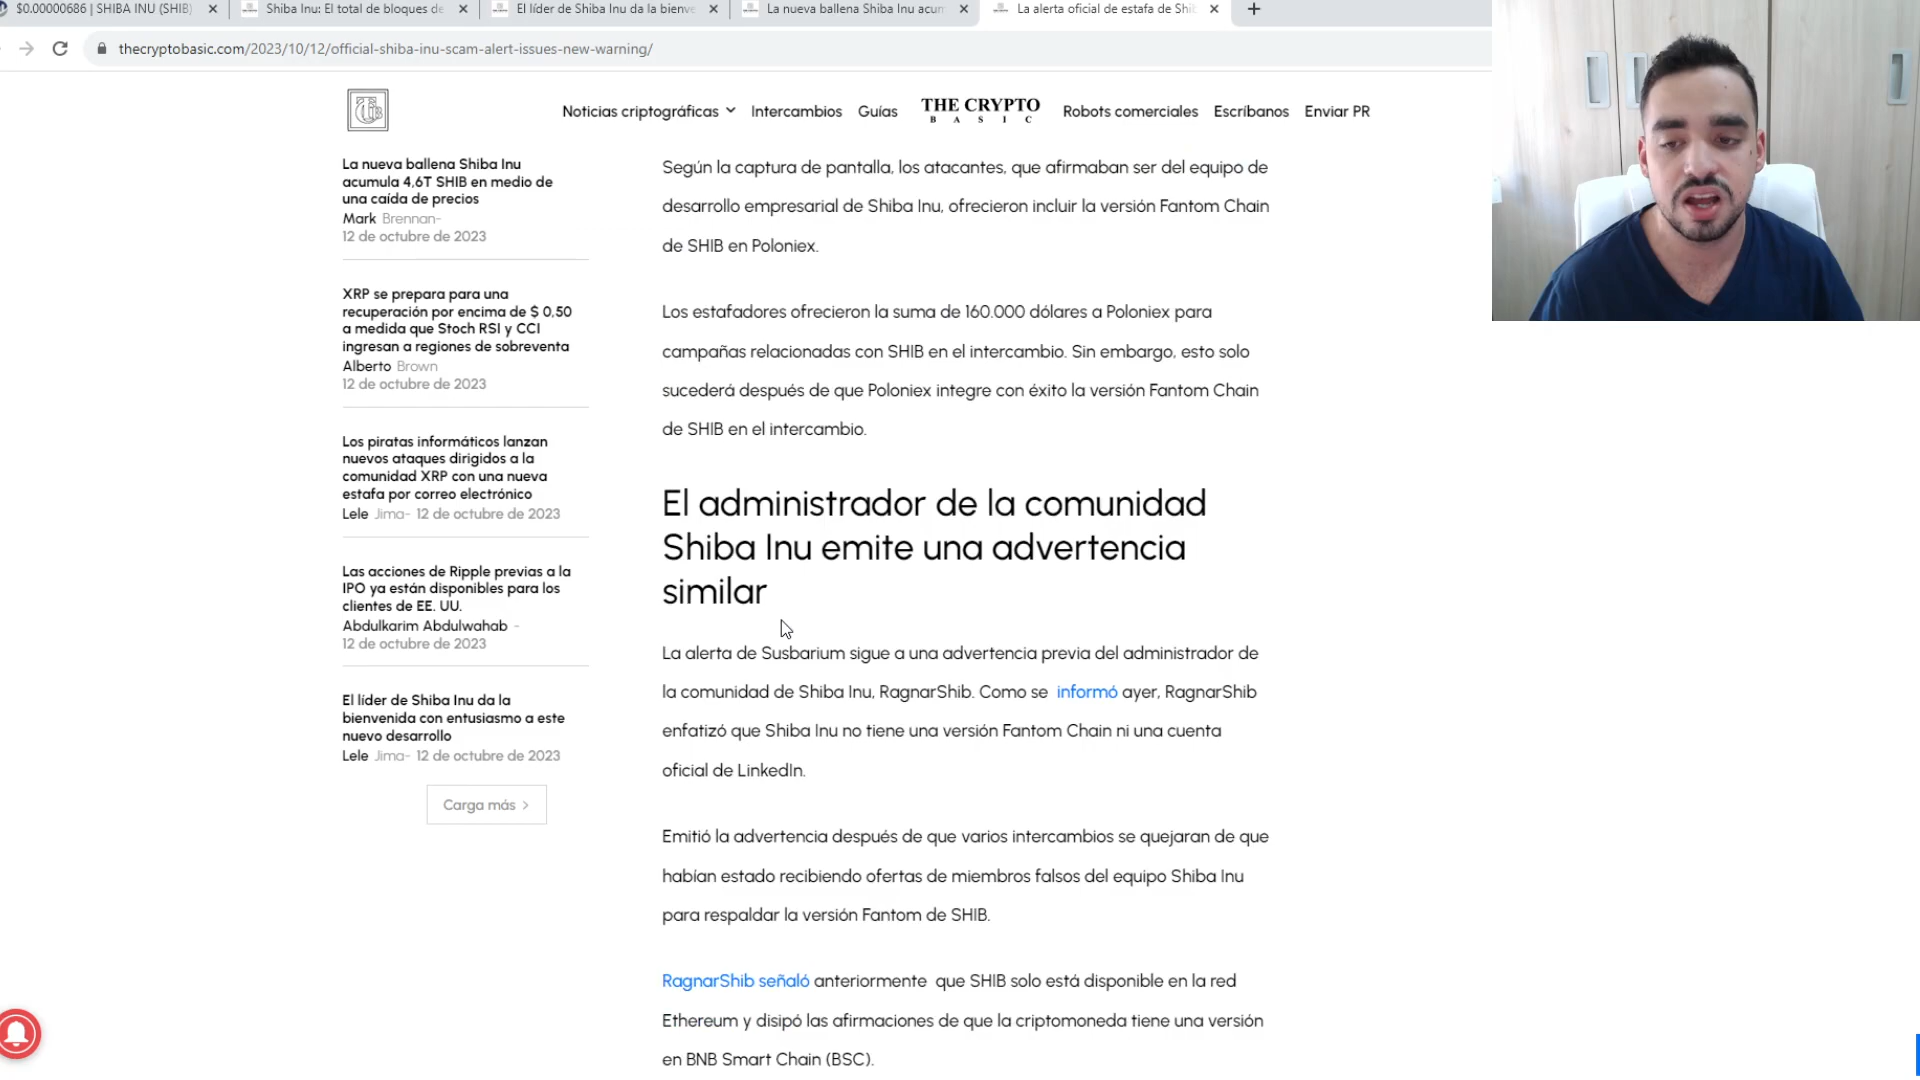 $0.00000686 | SHIBA INU (SHIB)
Shiba Inu: El total de bloques de
El líder de Shiba Inu da la bienve
La nueva ballena Shiba Inu acum
La alerta oficial de estafa de Shib
thecryptobasic.com/2023/10/12/official-shiba-inu-scam-alert-issues-new-warning/
Noticias criptográficas
Intercambios
Guías
THE CRYPTO
BASIC
Robots comerciales
Escríbanos
Enviar PR
La nueva ballena Shiba Inu
acumula 4,6T SHIB en medio de
una caída de precios
Mark Brennan-
12 de octubre de 2023
XRP se prepara para una
recuperación por encima de $ 0,50
a medida que Stoch RSI y CCI
ingresan a regiones de sobreventa
Alberto Brown
12 de octubre de 2023
Los piratas informáticos lanzan
nuevos ataques dirigidos a la
comunidad XRP con una nueva
estafa por correo electrónico
Lele Jima- 12 de octubre de 2023
Las acciones de Ripple previas a la
IPO ya están disponibles para los
clientes de EE. UU.
Abdulkarim Abdulwahab -
12 de octubre de 2023
El líder de Shiba Inu da la
bienvenida con entusiasmo a este
nuevo desarrollo
Lele Jima- 12 de octubre de 2023
Carga más >
Según la captura de pantalla, los atacantes, que afirmaban ser del equipo de
desarrollo empresarial de Shiba Inu, ofrecieron incluir la versión Fantom Chain
de SHIB en Poloniex.
Los estafadores ofrecieron la suma de 160.000 dólares a Poloniex para
campañas relacionadas con SHIB en el intercambio. Sin embargo, esto solo
sucederá después de que Poloniex integre con éxito la versión Fantom Chain
de SHIB en el intercambio.
El administrador de la comunidad
Shiba Inu emite una advertencia
similar
La alerta de Susbarium sigue a una advertencia previa del administrador de
la comunidad de Shiba Inu, RagnarShib. Como se informó ayer, RagnarShib
enfatizó que Shiba Inu no tiene una versión Fantom Chain ni una cuenta
oficial de LinkedIn.
Emitió la advertencia después de que varios intercambios se quejaran de que
habían estado recibiendo ofertas de miembros falsos del equipo Shiba Inu
para respaldar la versión Fantom de SHIB.
RagnarShib señaló anteriormente que SHIB solo está disponible en la red
Ethereum y disipó las afirmaciones de que la criptomoneda tiene una versión
en BNB Smart Chain (BSC).